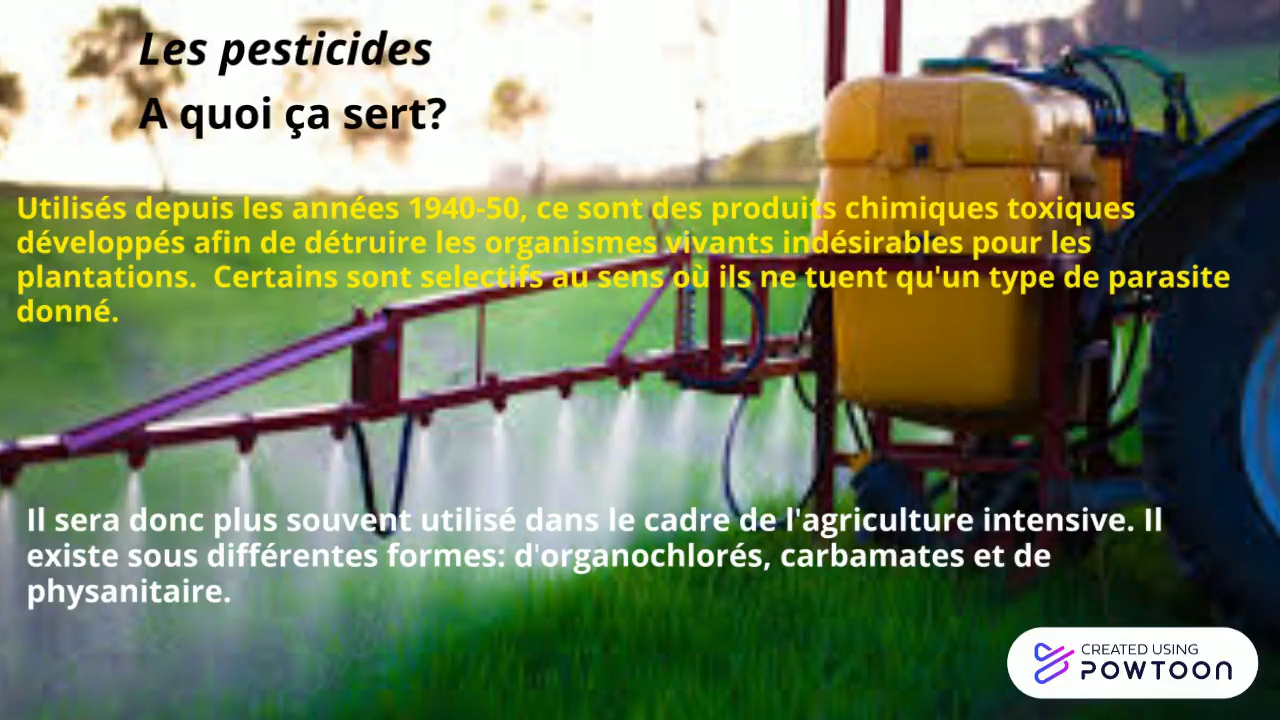 Les pesticides
A quoi ça sert?
Utilisés depuis les années 1940-50, ce sont des produits chimiques toxiques
développés afin de détruire les organismes vivants indésirables pour les
plantations.  Certains sont selectifs au sens où ils ne tuent qu'un type de parasite
donné.
Il sera donc plus souvent utilisé dans le cadre de l'agriculture intensive. Il
existe sous différentes formes: d'organochlorés, carbamates et de
physanitaire.
CREATED USING
POWTOON